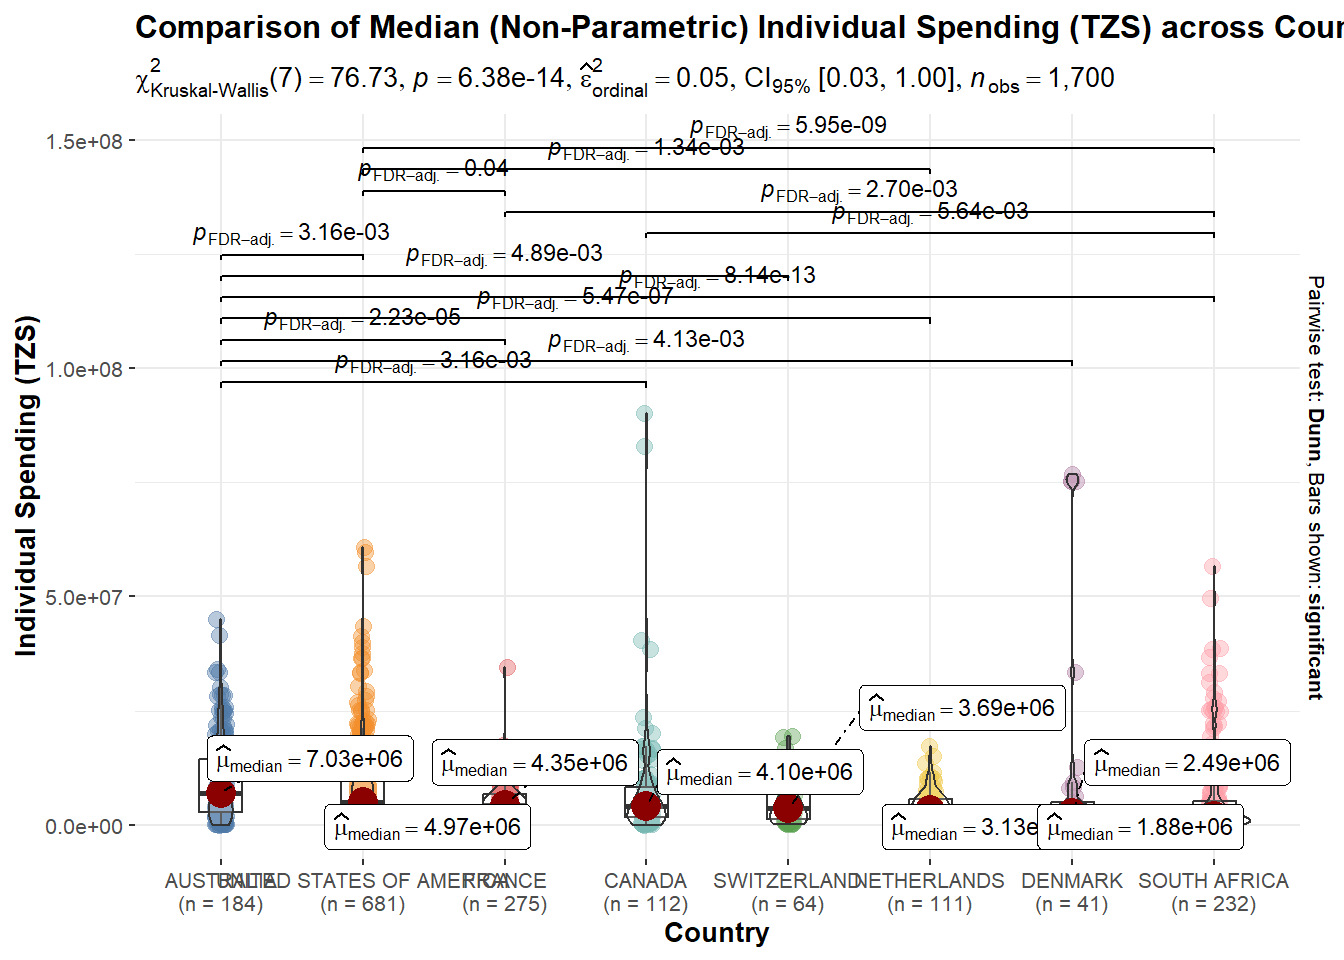 Comparison of Median (Non-Parametric) Individual Spending (TZS) across Coun
χ²Kruskal-Wallis(7) = 76.73, p = 6.38e-14, ε̂²ordinal = 0.05, CI95% [0.03, 1.00], nobs = 1,700
pFDR–adj. = 5.95e-09
pFDR–adj. = 1.34e-03
pFDR–adj. = 0.04
pFDR–adj. = 2.70e-03
pFDR–adj. = 5.64e-03
pFDR–adj. = 3.16e-03
pFDR–adj. = 4.89e-03
pFDR–adj. = 8.14e-13
pFDR–adj. = 5.47e-07
pFDR–adj. = 2.23e-05
pFDR–adj. = 4.13e-03
pFDR–adj. = 3.16e-03
1.5e+08
1.0e+08
5.0e+07
0.0e+00
Individual Spending (TZS)
μ̂median = 3.69e+06
μ̂median = 7.03e+06
μ̂median = 4.35e+06
μ̂median = 4.10e+06
μ̂median = 2.49e+06
μ̂median = 4.97e+06
μ̂median = 3.13e
μ̂median = 1.88e+06
AUSTRALIA
(n = 184)
UNITED STATES OF AMERICA
(n = 681)
FRANCE
(n = 275)
CANADA
(n = 112)
SWITZERLAND
(n = 64)
NETHERLANDS
(n = 111)
DENMARK
(n = 41)
SOUTH AFRICA
(n = 232)
Country
Pairwise test: Dunn, Bars shown: significant